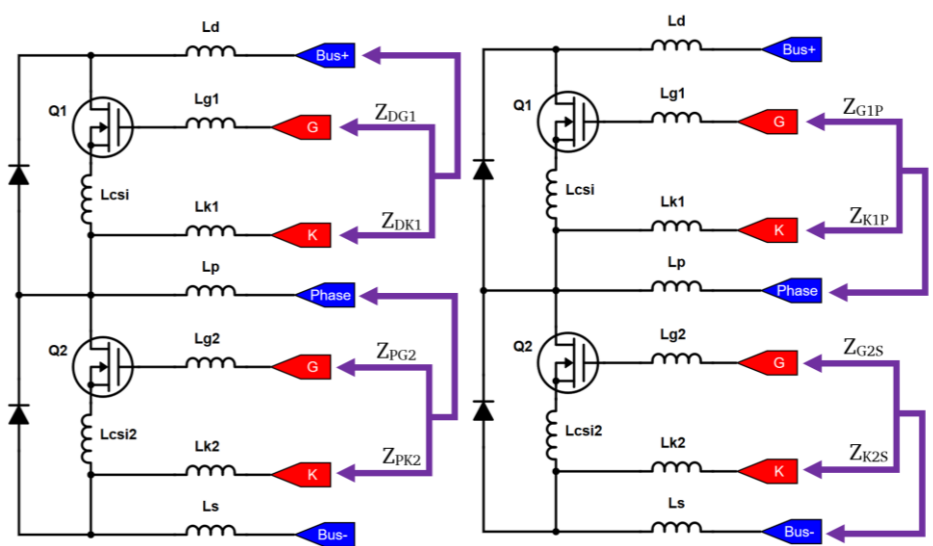 Ld
Bus+
Q1
Lg1
G
Z_DG1
Lcsi
Lk1
K
Z_DK1
Lp
Phase
Q2
Lg2
G
Z_PG2
Lcsi2
Lk2
K
Z_PK2
Ls
Bus-
Ld
Bus+
Q1
Lg1
G
Z_G1P
Lcsi
Lk1
K
Z_K1P
Lp
Phase
Q2
Lg2
G
Z_G2S
Lcsi2
Lk2
K
Z_K2S
Ls
Bus-